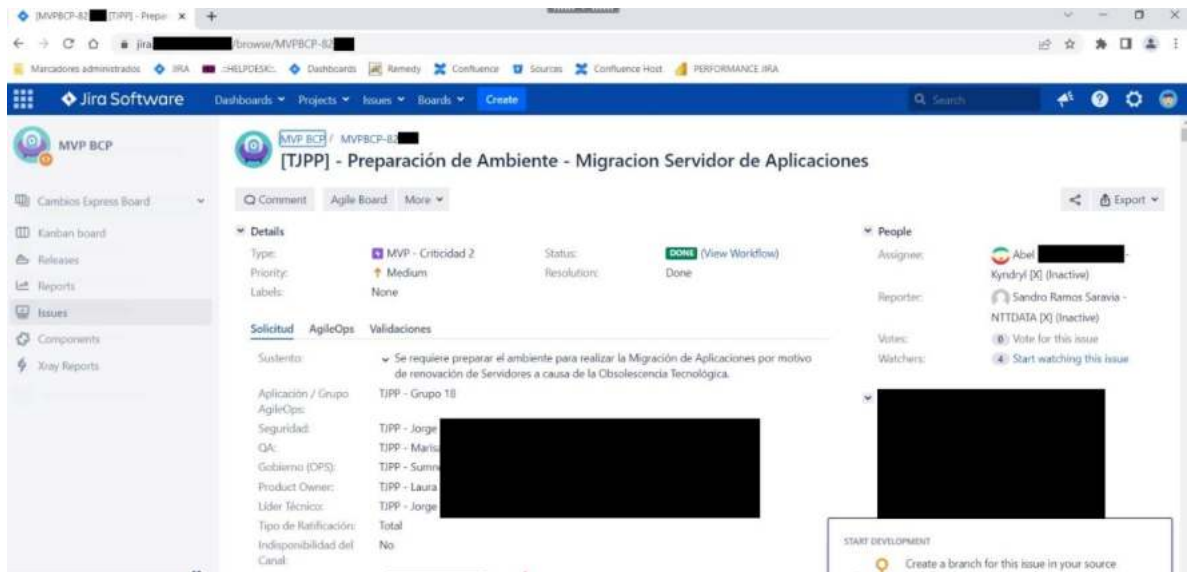 [MVPBCP-82 [TJPP] - Prepar
jira /browse/MVPBCP-82
Marcadores administrados JIRA ::HELPDESK::. Dashboards Remedy Confluence Sources Confluence Host PERFORMANCE JIRA
Jira Software Dashboards Projects Issues Boards Create Search
MVP BCP
Cambios Express Board
Kanban board
Releases
Reports
Issues
Components
Xray Reports
MVP BCP / MVPBCP-82
[TJPP] - Preparación de Ambiente - Migracion Servidor de Aplicaciones
Comment Agile Board More Export
Details
Type: MVP - Criticidad 2 Status: DONE (View Workflow)
Priority: Medium Resolution: Done
Labels: None
Solicitud AgileOps Validaciones
Sustento: Se requiere preparar el ambiente para realizar la Migración de Aplicaciones por motivo
de renovación de Servidores a causa de la Obsolescencia Tecnológica.
Aplicación / Grupo TJPP - Grupo 18
AgileOps:
Seguridad: TJPP - Jorge
QA: TJPP - Maris
Gobierno (OPS): TJPP - Sumn
Product Owner: TJPP - Laura
Líder Técnico: TJPP - Jorge
Tipo de Ratificación: Total
Indisponibilidad del No
Canal:
People
Assignee: Abel -
Kyndryl [X] (Inactive)
Reporter: Sandro Ramos Saravia -
NTTDATA [X] (Inactive)
Votes: 0 Vote for this issue
Watchers: 4 Start watching this issue
START DEVELOPMENT
Create a branch for this issue in your source